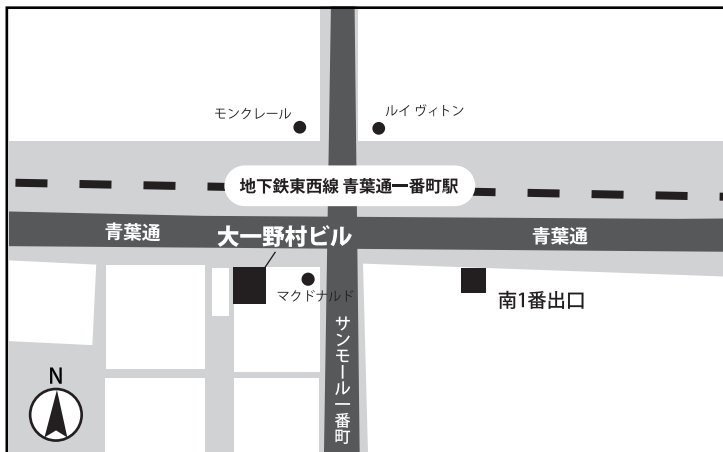 モンクレール
ルイ ヴィトン
地下鉄東西線 青葉通一番町駅
青葉通
大一野村ビル
青葉通
マクドナルド
南1番出口
サンモール一番町
N